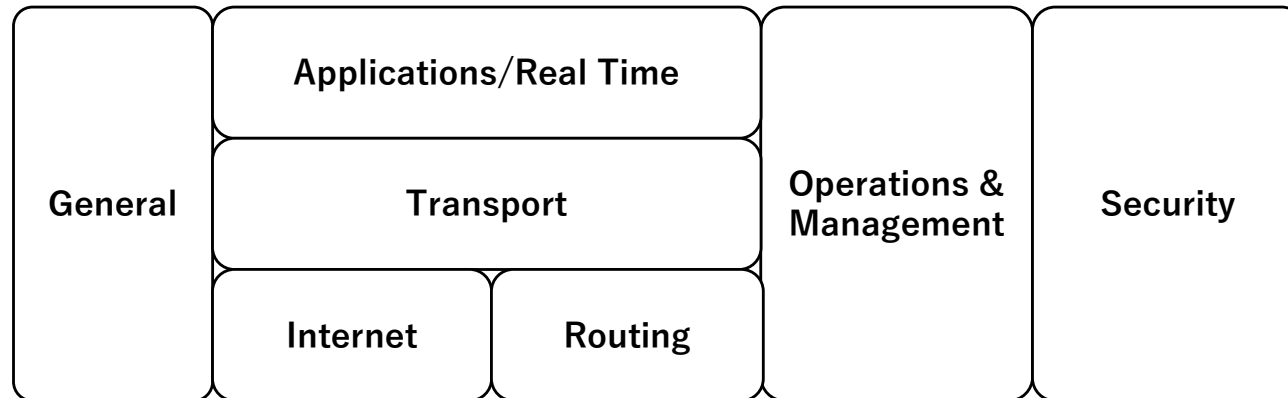 General
Applications/Real Time
Transport
Internet
Routing
Operations &
Management
Security